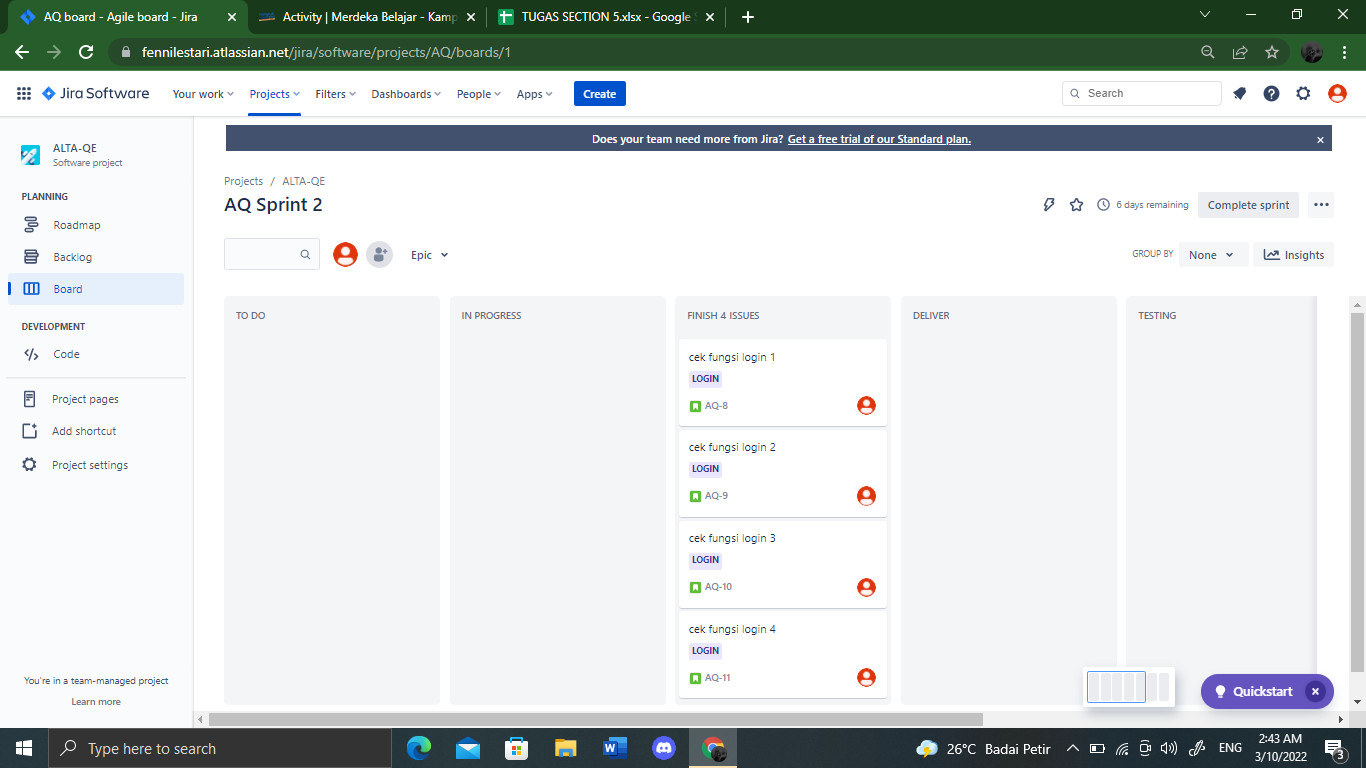 AQ board - Agile board - Jira
Activity | Merdeka Belajar - Kamp
TUGAS SECTION 5.xlsx - Google S
fennilestari.atlassian.net/jira/software/projects/AQ/boards/1
Jira Software
Your work
Projects
Filters
Dashboards
People
Apps
Create
Search
Does your team need more from Jira? Get a free trial of our Standard plan.
ALTA-QE
Software project
PLANNING
Roadmap
Backlog
Board
DEVELOPMENT
Code
Project pages
Add shortcut
Project settings
You're in a team-managed project
Learn more
Projects / ALTA-QE
AQ Sprint 2
6 days remaining
Complete sprint
Epic
GROUP BY
None
Insights
TO DO
IN PROGRESS
FINISH 4 ISSUES
cek fungsi login 1
LOGIN
AQ-8
cek fungsi login 2
LOGIN
AQ-9
cek fungsi login 3
LOGIN
AQ-10
cek fungsi login 4
LOGIN
AQ-11
DELIVER
TESTING
Quickstart
Type here to search
26°C Badai Petir
ENG
2:43 AM
3/10/2022
3